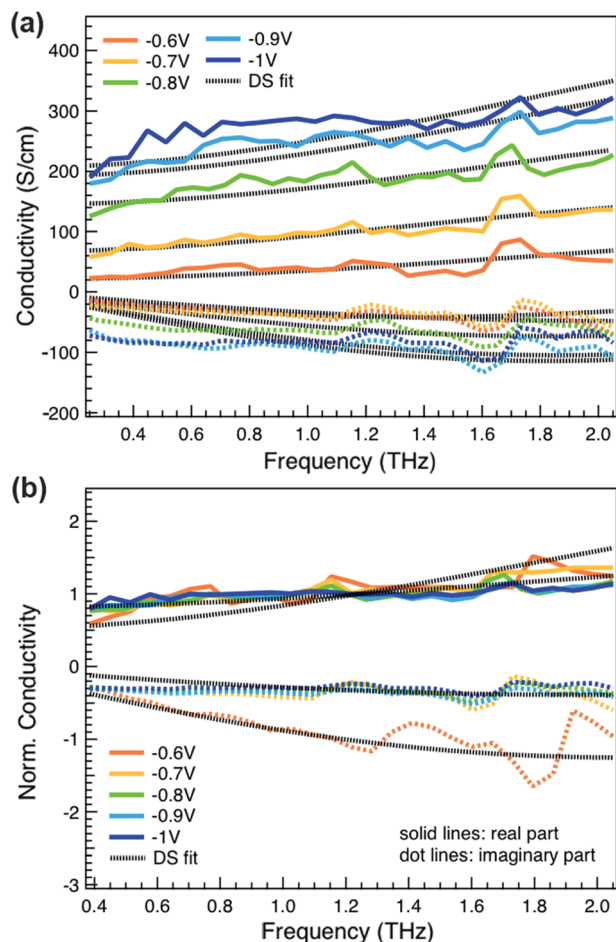 (a)
-0.6V
-0.9V
-0.7V
-1V
-0.8V
DS fit
400
300
200
100
0
-100
-200
Conductivity (S/cm)
0.4 0.6 0.8 1.0 1.2 1.4 1.6 1.8 2.0
Frequency (THz)
(b)
2
1
0
-1
-2
-3
Norm. Conductivity
-0.6V
-0.7V
-0.8V
-0.9V
-1V
DS fit
solid lines: real part
dot lines: imaginary part
0.4 0.6 0.8 1.0 1.2 1.4 1.6 1.8 2.0
Frequency (THz)